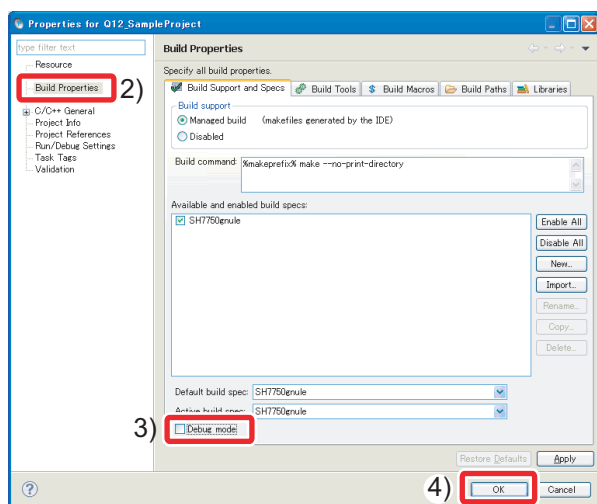 Properties for Q12_SampleProject
type filter text
Resource
Build Properties
2)
C/C++ General
Project Info
Project References
Run/Debug Settings
Task Tags
Validation
Build Properties
Specify all build properties.
Build Support and Specs Build Tools Build Macros Build Paths Libraries
Build support
Managed build (makefiles generated by the IDE)
Disabled
Build command: %makeprefix% make --no-print-directory
Available and enabled build specs:
SH7750gnule
Enable All
Disable All
New...
Import...
Rename...
Copy...
Delete...
Default build spec: SH7750gnule
Active build spec: SH7750gnule
3) Debug mode
Restore Defaults Apply
4) OK Cancel